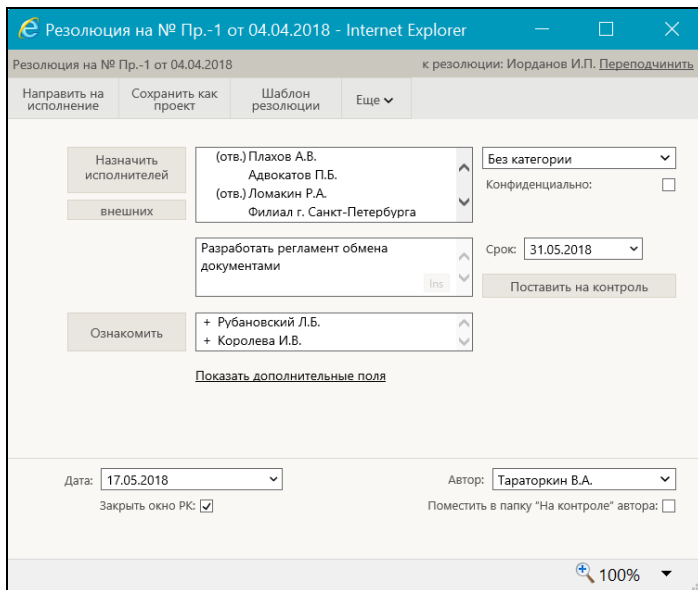 Резолюция на № Пр.-1 от 04.04.2018 - Internet Explorer
Резолюция на № Пр.-1 от 04.04.2018
к резолюции: Иорданов И.П. Переподчинить
Направить на
исполнение
Сохранить как
проект
Шаблон
резолюции
Еще
Назначить
исполнителей
внешних
(отв.) Плахов А.В.
Адвокатов П.Б.
(отв.) Ломакин Р.А.
Филиал г. Санкт-Петербурга
Без категории
Конфиденциально:
Разработать регламент обмена
документами
Ins
Срок: 31.05.2018
Поставить на контроль
Ознакомить
+ Рубановский Л.Б.
+ Королева И.В.
Показать дополнительные поля
Дата: 17.05.2018
Автор: Тараторкин В.А.
Закрыть окно РК:
Поместить в папку "На контроле" автора:
100%